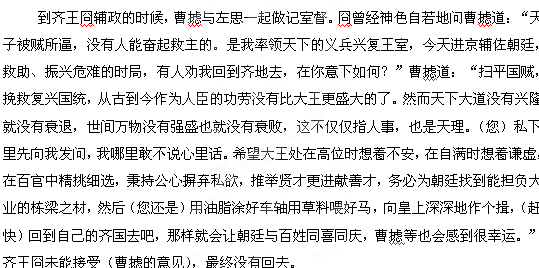 到齐王囧辅政的时候，曹摅与左思一起做记室督。囧曾经神色自若地问曹摅道：“天
子被贼所逼，没有人能奋起救主的。是我率领天下的义兵兴复王室，今天进京辅佐朝廷，
救助、振兴危难的时局，有人劝我回到齐地去，在你意下如何？”曹摅道：“扫平国贼，
挽救复兴国统，从古到今作为人臣的功劳没有比大王更盛大的了。然而天下大道没有兴隆
就没有衰退，世间万物没有强盛也就没有衰败，这不仅仅指人事，也是天理。（您）私下
里先向我发问，我哪里敢不说心里话。希望大王处在高位时想着不安，在自满时想着谦虚，
在百官中精挑细选，秉持公心摒弃私欲，推举贤才更进献善才，务必为朝廷找到能担负大
业的栋梁之材，然后（您还是）用油脂涂好车轴用草料喂好马，向皇上深深地作个揖，（赶
快）回到自己的齐国去吧，那样就会让朝廷与百姓同喜同庆，曹摅等也会感到很幸运。”
齐王囧未能接受（曹摅的意见），最终没有回去。